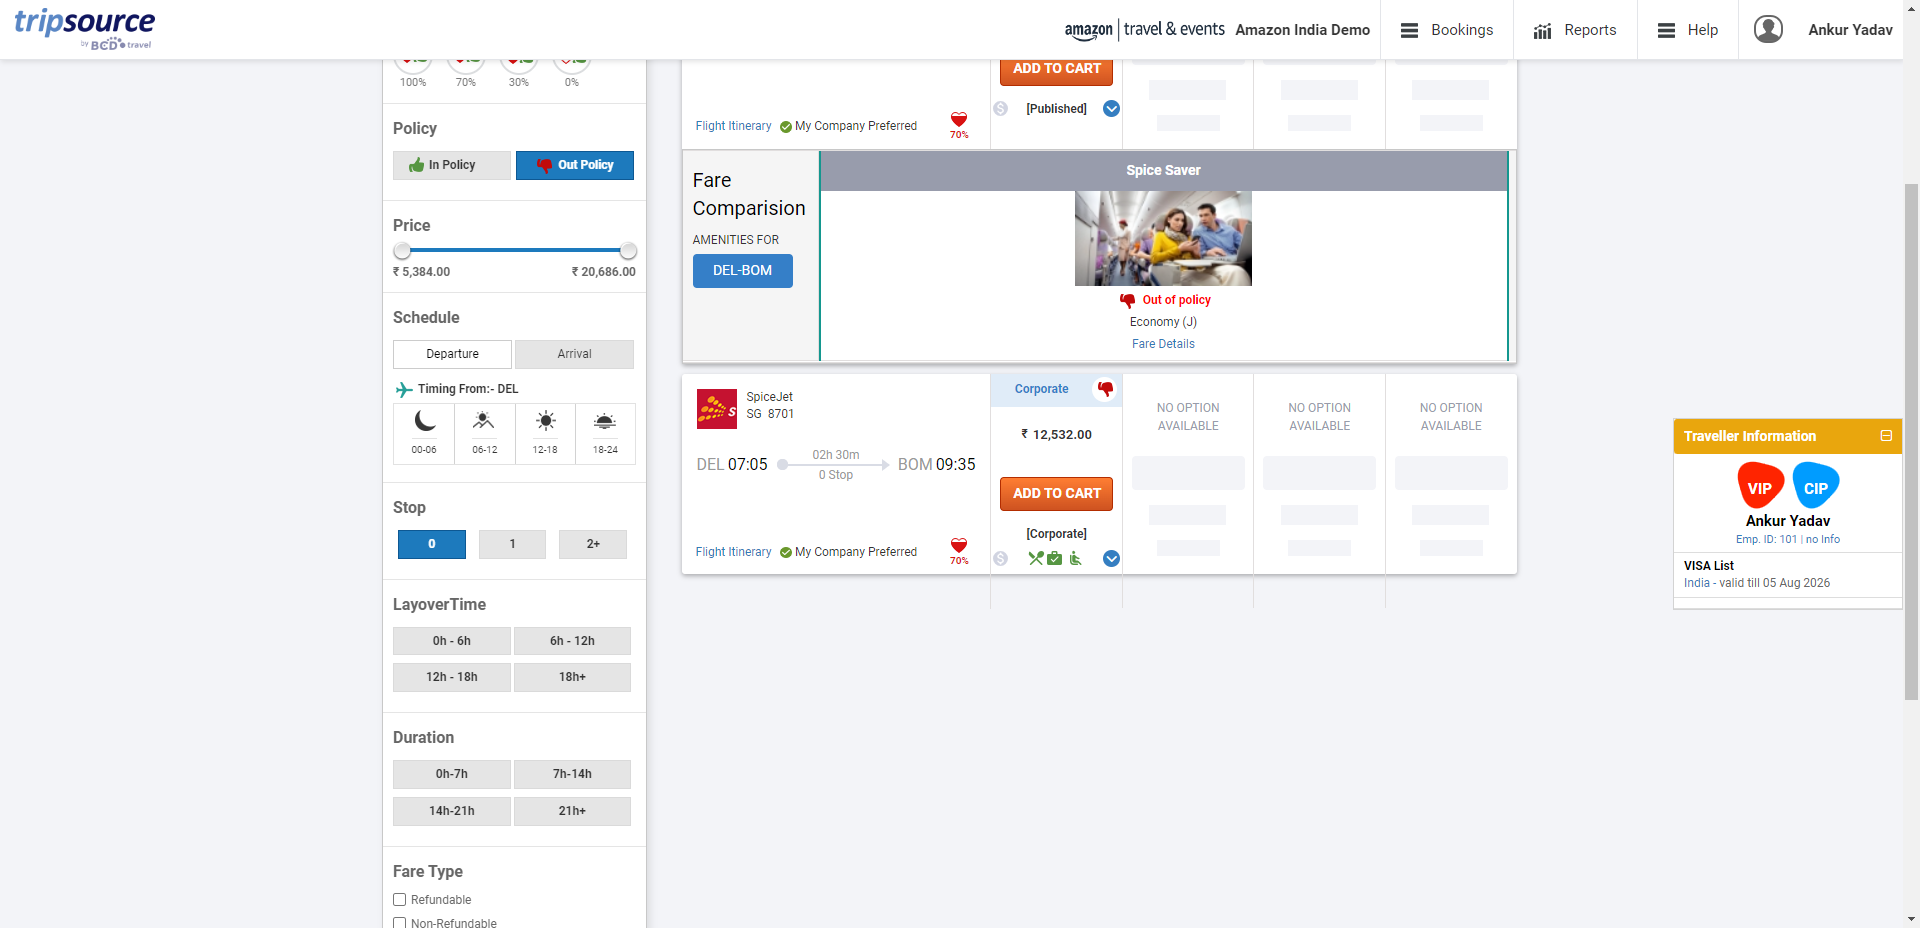 tripsource
by BCD travel
amazon | travel & events
Amazon India Demo
Bookings
Reports
Help
Ankur Yadav
100%
70%
30%
0%
Policy
In Policy
Out Policy
Price
₹ 5,384.00
₹ 20,686.00
Schedule
Departure
Arrival
Timing From:- DEL
00-06
06-12
12-18
18-24
Stop
0
1
2+
LayoverTime
0h - 6h
6h - 12h
12h - 18h
18h+
Duration
0h-7h
7h-14h
14h-21h
21h+
Fare Type
Refundable
Non-Refundable
ADD TO CART
[Published]
Flight Itinerary
My Company Preferred
70%
Fare
Comparision
AMENITIES FOR
DEL-BOM
Spice Saver
Out of policy
Economy (J)
Fare Details
SpiceJet
SG 8701
DEL 07:05
02h 30m
0 Stop
BOM 09:35
Flight Itinerary
My Company Preferred
70%
Corporate
₹ 12,532.00
ADD TO CART
[Corporate]
NO OPTION
AVAILABLE
NO OPTION
AVAILABLE
NO OPTION
AVAILABLE
Traveller Information
VIP
CIP
Ankur Yadav
Emp. ID: 101 | no Info
VISA List
India - valid till 05 Aug 2026